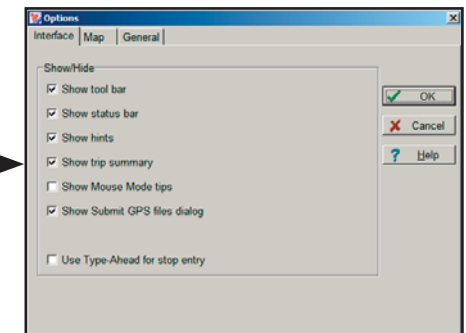 Options
Interface Map General
Show/Hide
Show tool bar
Show status bar
Show hints
Show trip summary
Show Mouse Mode tips
Show Submit GPS files dialog
Use Type-Ahead for stop entry
OK
Cancel
? Help